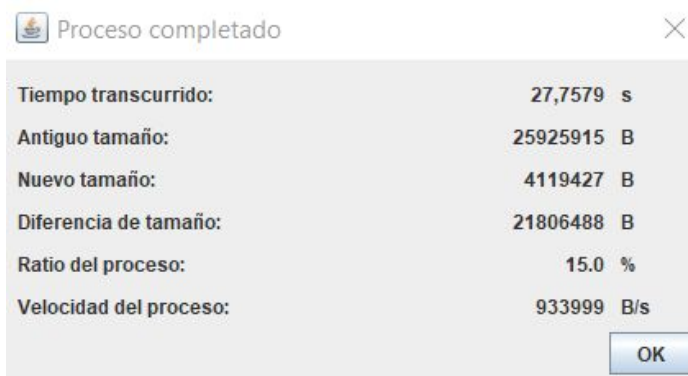 Proceso completado
Tiempo transcurrido: 27,7579 s
Antiguo tamaño: 25925915 B
Nuevo tamaño: 4119427 B
Diferencia de tamaño: 21806488 B
Ratio del proceso: 15.0 %
Velocidad del proceso: 933999 B/s
OK